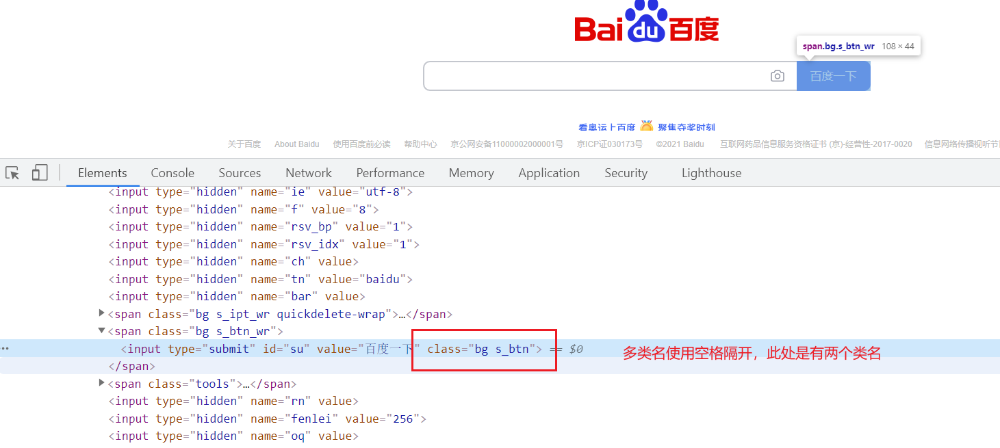 Bai du 百度
span.bg.s_btn_wr 108 × 44
百度一下
看奥运上百度 聚焦夺奖时刻
关于百度 About Baidu 使用百度前必读 帮助中心 京公网安备11000002000001号 京ICP证030173号 ©2021 Baidu 互联网药品信息服务资格证书 (京)-经营性-2017-0020 信息网络传播视听节
Elements Console Sources Network Performance Memory Application Security Lighthouse
<input type="hidden" name="ie" value="utf-8">
<input type="hidden" name="f" value="8">
<input type="hidden" name="rsv_bp" value="1">
<input type="hidden" name="rsv_idx" value="1">
<input type="hidden" name="ch" value>
<input type="hidden" name="tn" value="baidu">
<input type="hidden" name="bar" value>
<span class="bg s_ipt_wr quickdelete-wrap">…</span>
<span class="bg s_btn_wr">
<input type="submit" id="su" value="百度一下" class="bg s_btn"> == $0 多类名使用空格隔开，此处是有两个类名
</span>
<span class="tools">…</span>
<input type="hidden" name="rn" value>
<input type="hidden" name="fenlei" value="256">
<input type="hidden" name="oq" value>